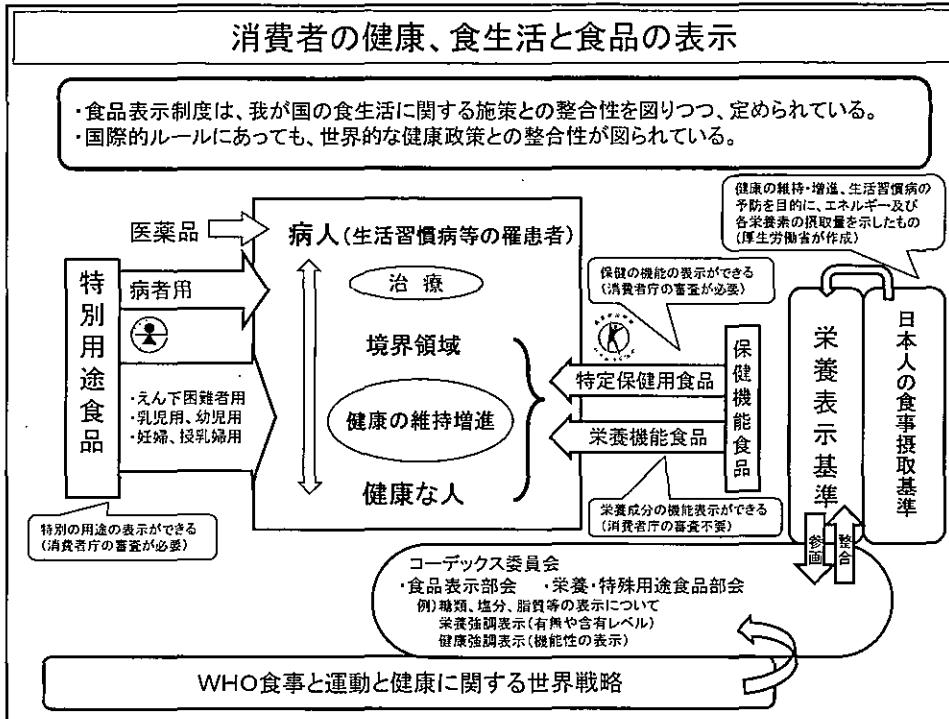 消費者の健康、食生活と食品の表示
・食品表示制度は、我が国の食生活に関する施策との整合性を図りつつ、定められている。
・国際的ルールにあっても、世界的な健康政策との整合性が図られている。
健康の維持・増進、生活習慣病の
予防を目的に、エネルギー及び
各栄養素の摂取量を示したもの
(厚生労働省が作成)
医薬品
病人(生活習慣病等の罹患者)
治療
境界領域
健康の維持増進
健康な人
特別用途食品
病者用
・えん下困難者用
・乳児用、幼児用
・妊婦、授乳婦用
特別の用途の表示ができる
(消費者庁の審査が必要)
保健の機能の表示ができる
(消費者庁の審査が必要)
特定保健用食品
栄養機能食品
保健機能食品
栄養成分の機能表示ができる
(消費者庁の審査不要)
栄養表示基準
日本人の食事摂取基準
参画
整合
コーデックス委員会
・食品表示部会 ・栄養・特殊用途食品部会
例)糖類、塩分、脂質等の表示について
栄養強調表示(有無や含有レベル)
健康強調表示(機能性の表示)
WHO食事と運動と健康に関する世界戦略